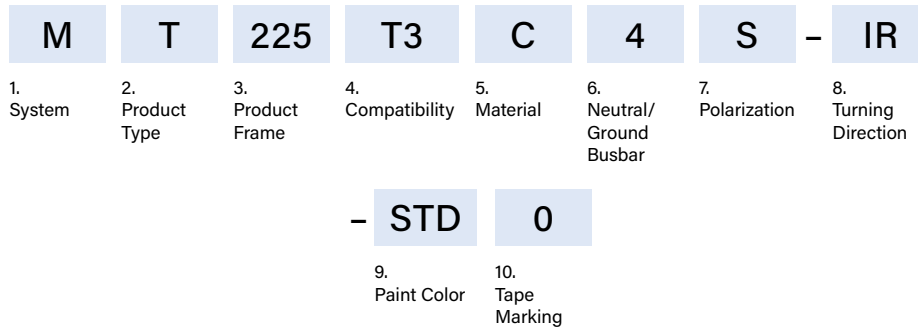 M T 225 T3 C 4 S – IR
1. 2. 3. 4. 5. 6. 7. 8.
System Product Product Compatibility Material Neutral/ Polarization Turning
Type Frame Ground Direction
Busbar
– STD 0
9. 10.
Paint Color Tape
Marking